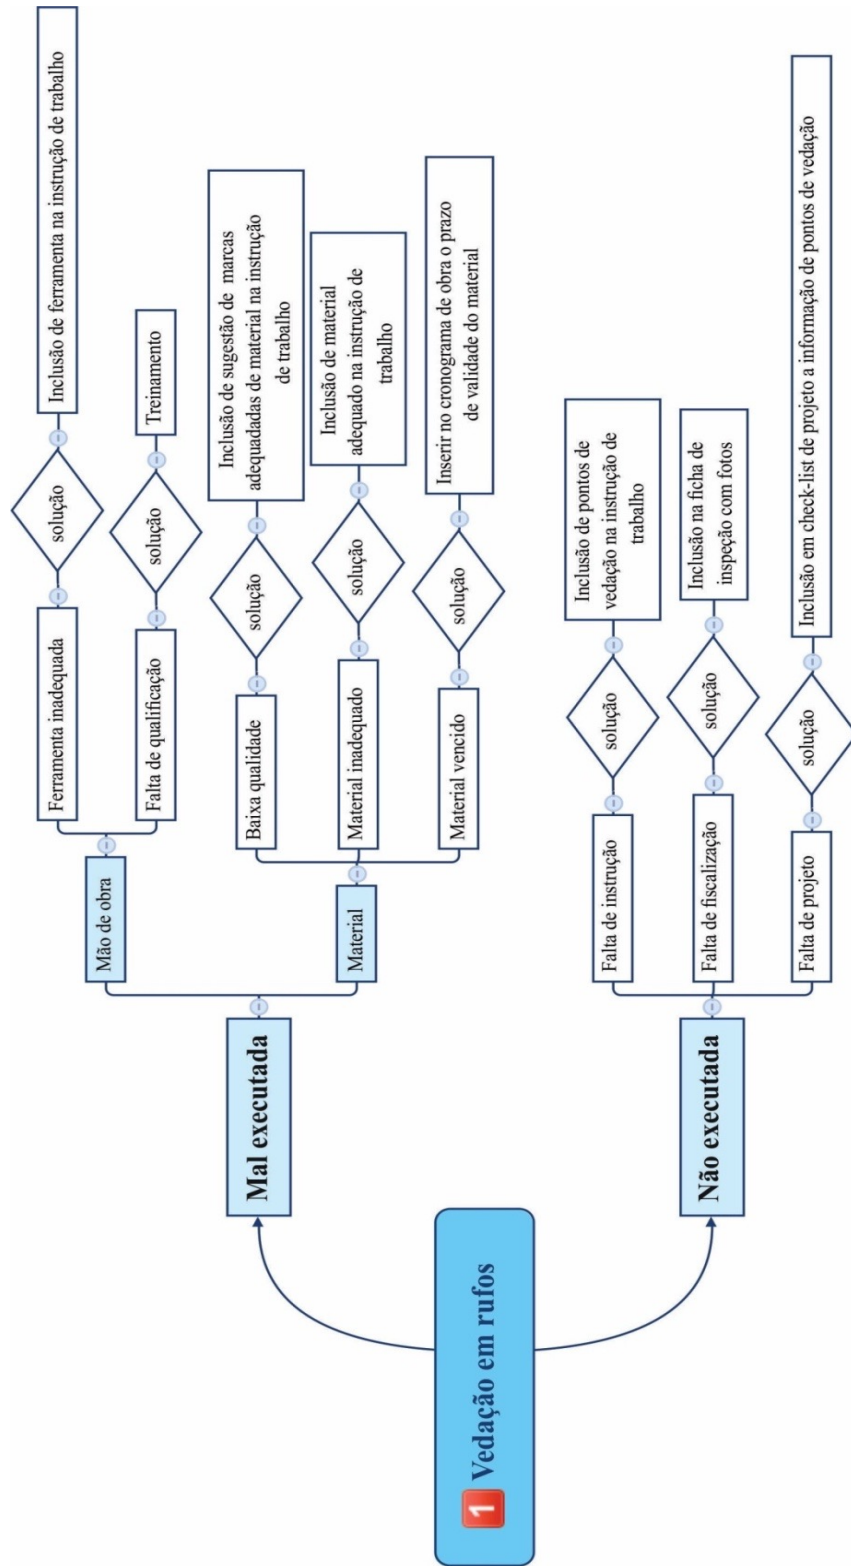 1 Vedação em rufos
Mal executada
Mão de obra
Ferramenta inadequada
solução
Inclusão de ferramenta na instrução de trabalho
Falta de qualificação
solução
Treinamento
Material
Baixa qualidade
solução
Inclusão de sugestão de marcas
adequadadas de material na instrução
de trabalho
Material inadequado
solução
Inclusão de material
adequado na instrução de
trabalho
Material vencido
solução
Inserir no cronograma de obra o prazo
de validade do material
Não executada
Falta de instrução
solução
Inclusão de pontos de
vedação na instrução de
trabalho
Falta de fiscalização
solução
Inclusão na ficha de
inspeção com fotos
Falta de projeto
solução
Inclusão em check-list de projeto a informação de pontos de vedação